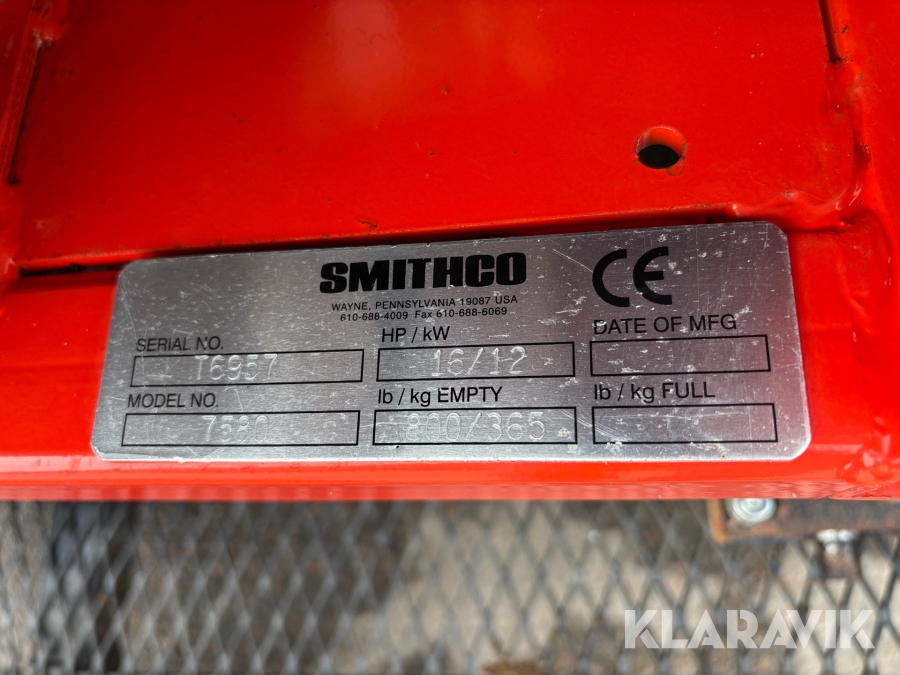 SMITHCO
WAYNE, PENNSYLVANIA 19087 USA
610-688-4009 Fax 610-688-6069
CE
SERIAL NO.
T6957
HP / kW
16/12
DATE OF MFG
MODEL NO.
7580
lb / kg EMPTY
800/365
lb / kg FULL
KLARAVIK